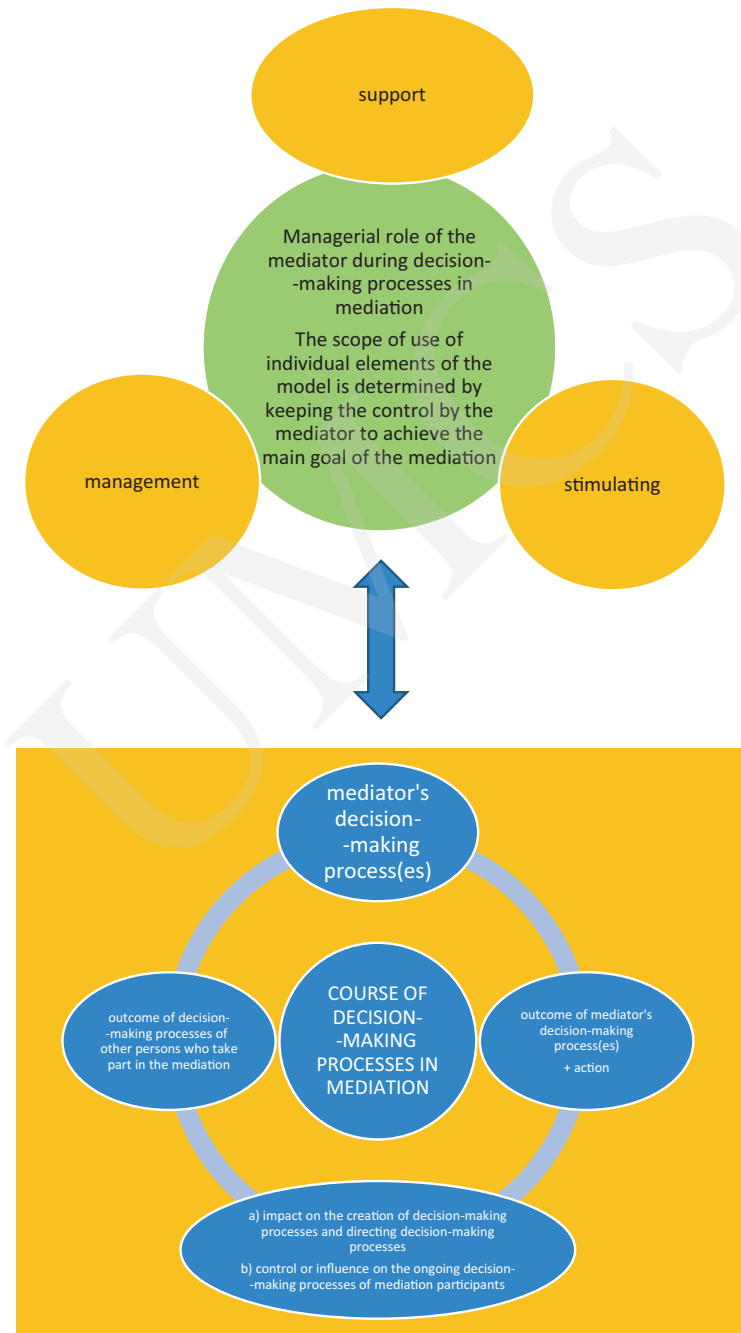 support
Managerial role of the
mediator during decision-
-making processes in
mediation
The scope of use of
individual elements of the
model is determined by
keeping the control by the
mediator to achieve the
main goal of the mediation
management
stimulating
UMCS
mediator's
decision-
-making
process(es)
outcome of decision-
-making processes of
other persons who take
part in the mediation
COURSE OF
DECISION-
-MAKING
PROCESSES IN
MEDIATION
outcome of mediator's
decision-making
process(es)
+ action
a) impact on the creation of decision-making
processes and directing decision-making
processes
b) control or influence on the ongoing decision-
-making processes of mediation participants